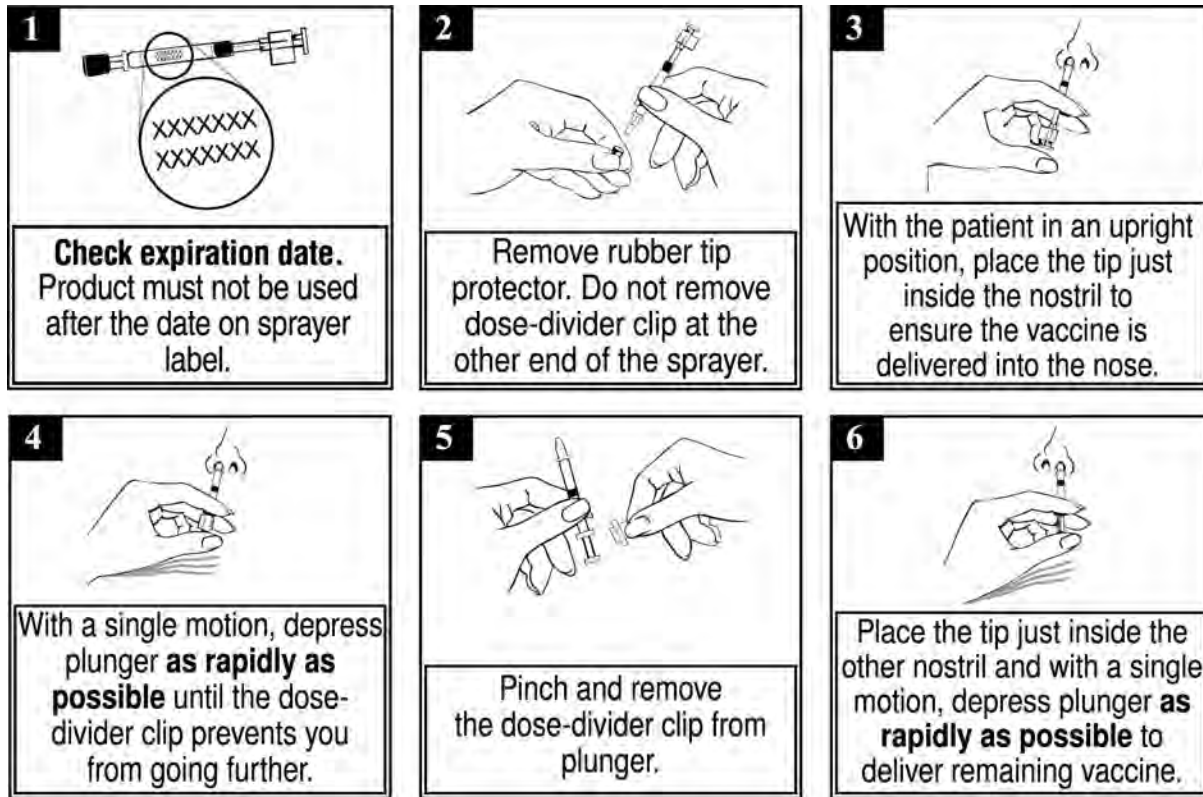 1
XXXXXXX
XXXXXXX
Check expiration date.
Product must not be used
after the date on sprayer
label.
2
Remove rubber tip
protector. Do not remove
dose-divider clip at the
other end of the sprayer.
3
With the patient in an upright
position, place the tip just
inside the nostril to
ensure the vaccine is
delivered into the nose.
4
With a single motion, depress
plunger as rapidly as
possible until the dose-
divider clip prevents you
from going further.
5
Pinch and remove
the dose-divider clip from
plunger.
6
Place the tip just inside the
other nostril and with a single
motion, depress plunger as
rapidly as possible to
deliver remaining vaccine.